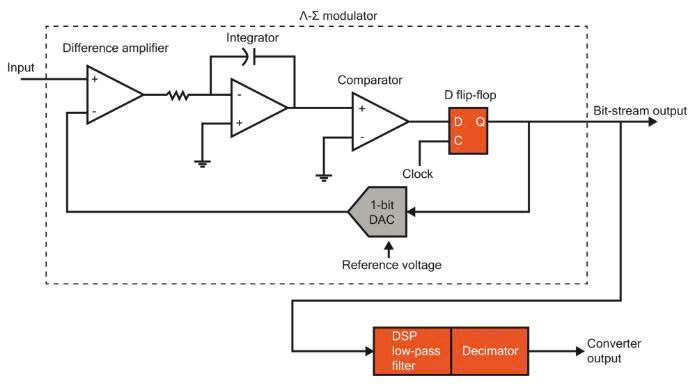 Λ-Σ modulator
Difference amplifier
Integrator
Input
+
-
-
+
Comparator
+
-
D flip-flop
D Q
C
Bit-stream output
Clock
1-bit
DAC
Reference voltage
DSP
low-pass
filter
Decimator
Converter
output